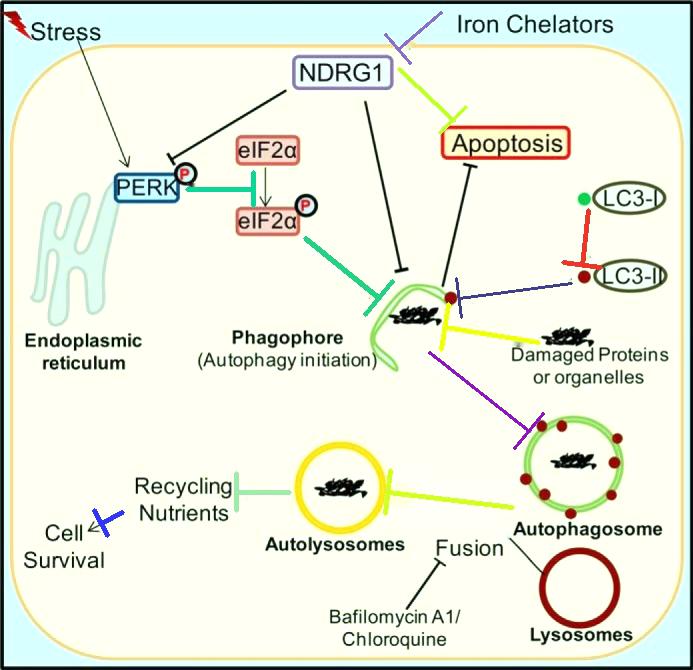 Stress
Iron Chelators
NDRG1
Apoptosis
eIF2α
P
PERK
P
eIF2α
LC3-I
LC3-II
Endoplasmic
reticulum
Phagophore
(Autophagy initiation)
Damaged Proteins
or organelles
Recycling
Nutrients
Cell
Survival
Autolysosomes
Autophagosome
Fusion
Bafilomycin A1/
Chloroquine
Lysosomes